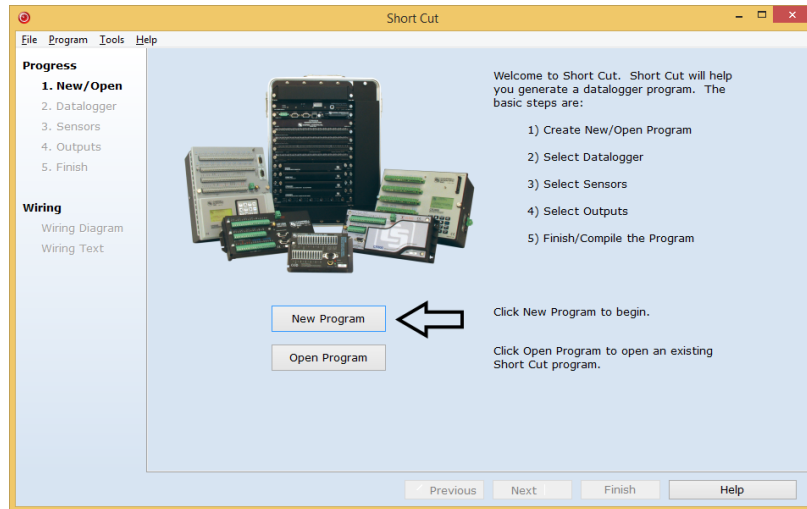 Short Cut
File Program Tools Help
Progress
1. New/Open
2. Datalogger
3. Sensors
4. Outputs
5. Finish
Wiring
Wiring Diagram
Wiring Text
Welcome to Short Cut. Short Cut will help
you generate a datalogger program. The
basic steps are:
1) Create New/Open Program
2) Select Datalogger
3) Select Sensors
4) Select Outputs
5) Finish/Compile the Program
New Program
Click New Program to begin.
Open Program
Click Open Program to open an existing
Short Cut program.
Previous Next Finish Help